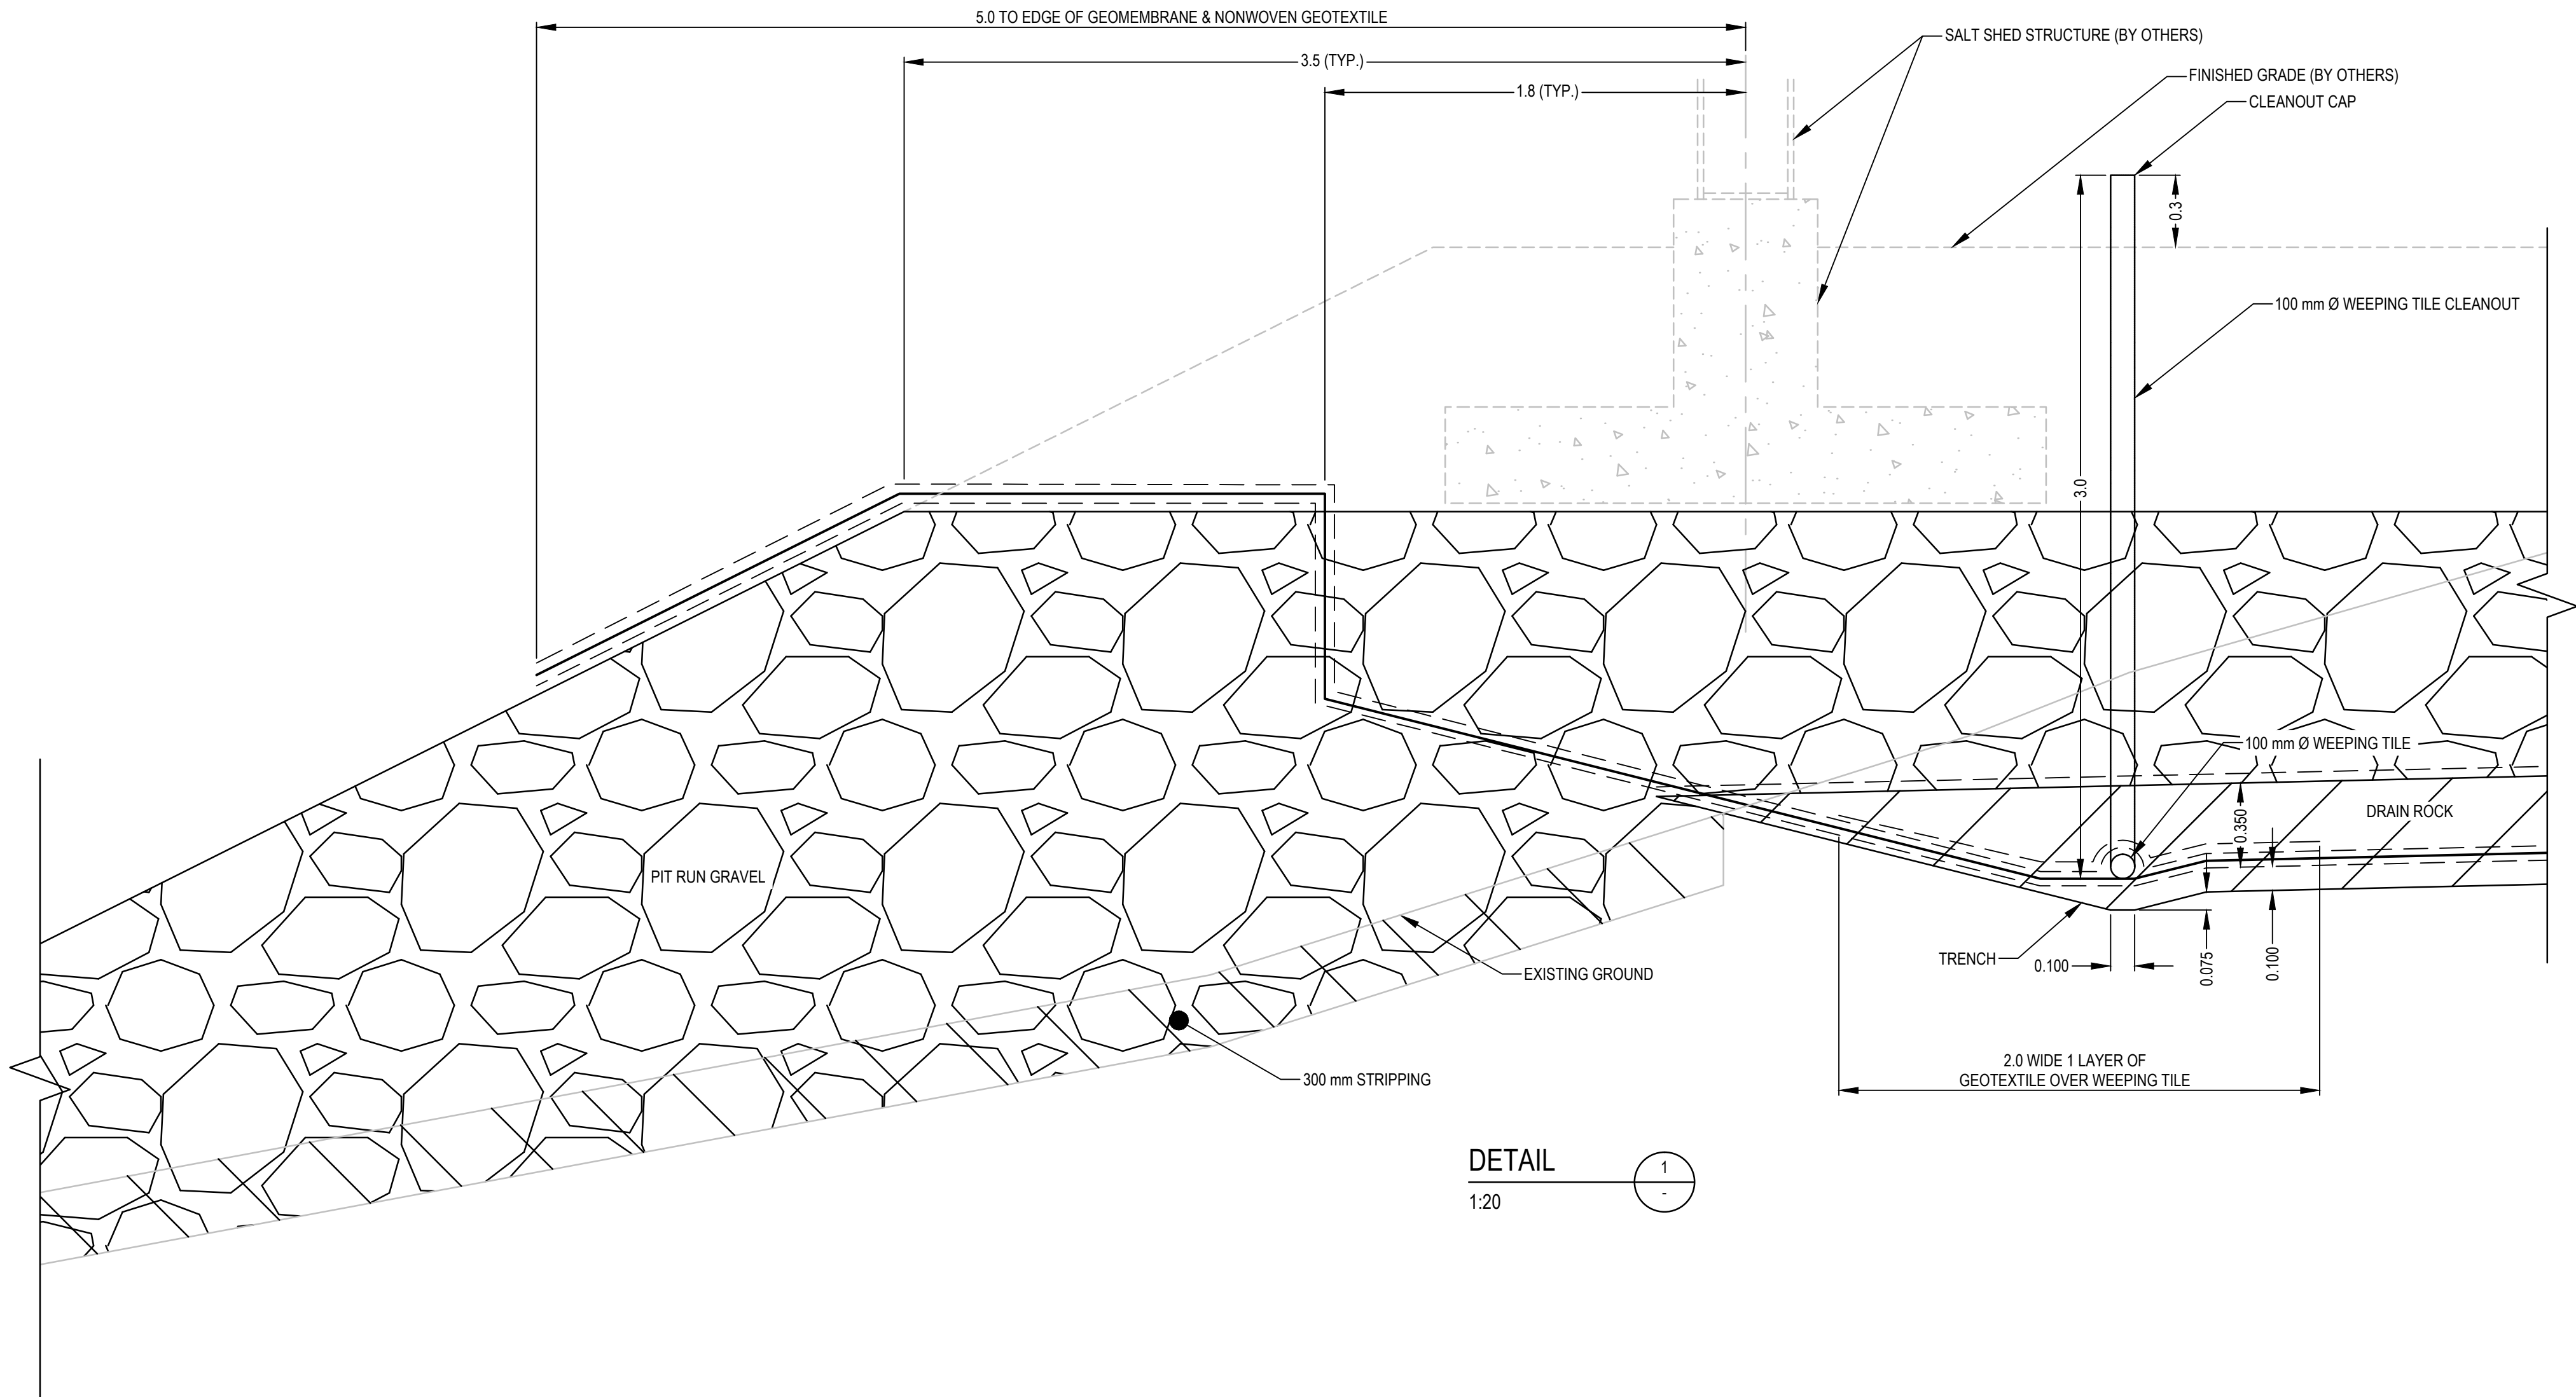 5.0 TO EDGE OF GEOMEMBRANE & NONWOVEN GEOTEXTILE
SALT SHED STRUCTURE (BY OTHERS)
3.5 (TYP.)
FINISHED GRADE (BY OTHERS)
1.8 (TYP.)
CLEANOUT CAP
0.3
100 mm Ø WEEPING TILE CLEANOUT
3.0
100 mm Ø WEEPING TILE
DRAIN ROCK
0.350
PIT RUN GRAVEL
TRENCH
0.100
0.075
0.100
EXISTING GROUND
2.0 WIDE 1 LAYER OF
GEOTEXTILE OVER WEEPING TILE
300 mm STRIPPING
DETAIL
1
-
1:20